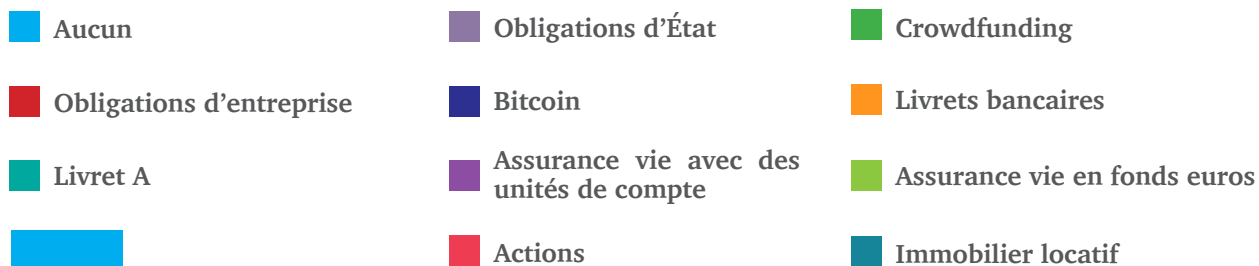 Aucun
Obligations d’État
Crowdfunding
Obligations d’entreprise
Bitcoin
Livrets bancaires
Livret A
Assurance vie avec des
unités de compte
Assurance vie en fonds euros
Actions
Immobilier locatif